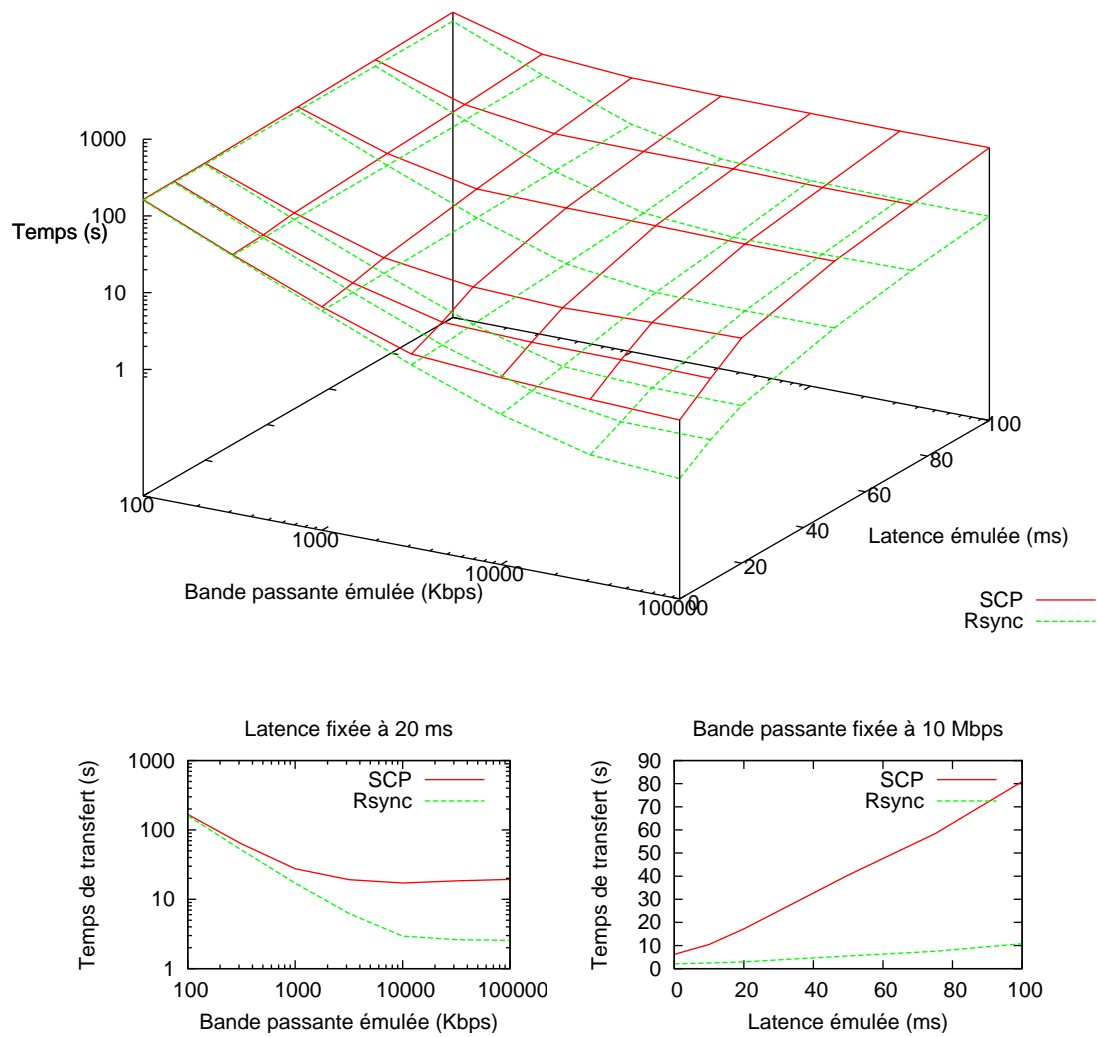 1000
100
Temps (s)
10
1
100
1000
10000
100000
Bande passante émulée (Kbps)
0
20
40
60
80
100
Latence émulée (ms)
SCP
Rsync
Latence fixée à 20 ms
Temps de transfert (s)
1000
100
10
1
SCP
Rsync
100
1000
10000
100000
Bande passante émulée (Kbps)
Bande passante fixée à 10 Mbps
Temps de transfert (s)
90
80
70
60
50
40
30
20
10
0
SCP
Rsync
0
20
40
60
80
100
Latence émulée (ms)